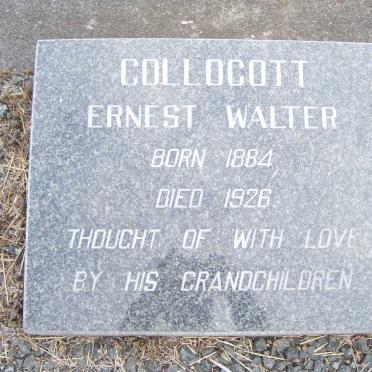 COLLOCOTT
ERNEST WALTER
BORN 1884,
DIED 1926.
THOUGHT OF WITH LOVE
BY HIS GRANDCHILDREN.